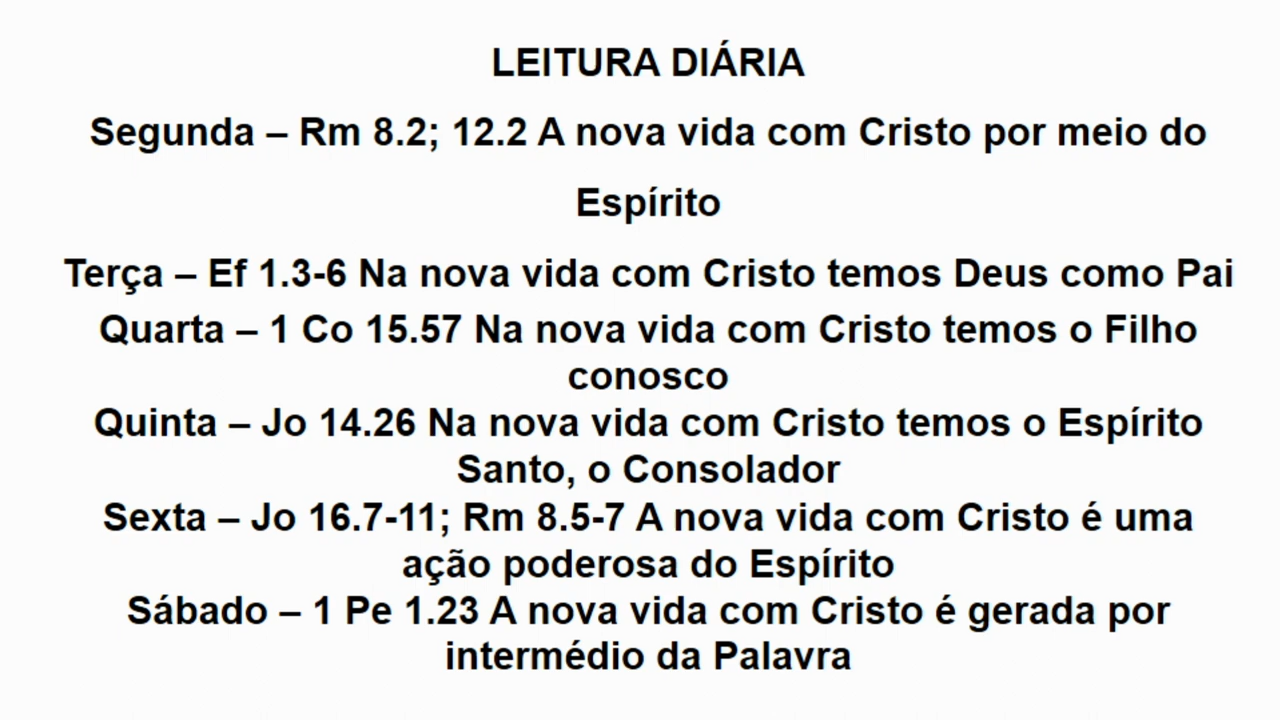 LEITURA DIÁRIA
Segunda – Rm 8.2; 12.2 A nova vida com Cristo por meio do
Espírito
Terça – Ef 1.3-6 Na nova vida com Cristo temos Deus como Pai
Quarta – 1 Co 15.57 Na nova vida com Cristo temos o Filho
conosco
Quinta – Jo 14.26 Na nova vida com Cristo temos o Espírito
Santo, o Consolador
Sexta – Jo 16.7-11; Rm 8.5-7 A nova vida com Cristo é uma
ação poderosa do Espírito
Sábado – 1 Pe 1.23 A nova vida com Cristo é gerada por
intermédio da Palavra